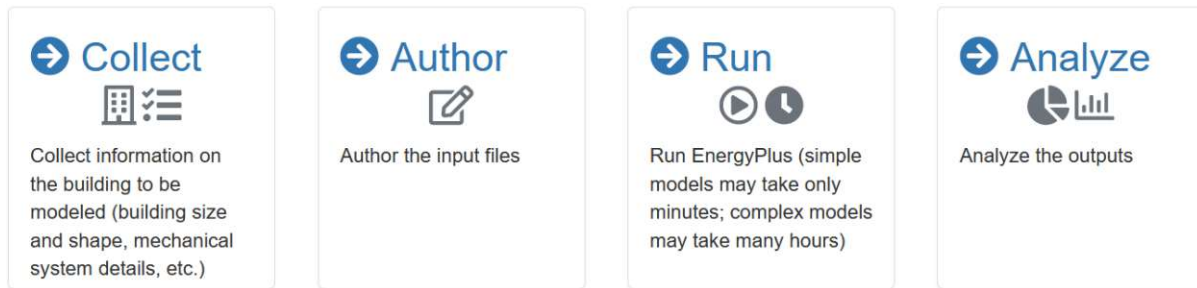 Collect
Collect information on
the building to be
modeled (building size
and shape, mechanical
system details, etc.)
Author
Author the input files
Run
Run EnergyPlus (simple
models may take only
minutes; complex models
may take many hours)
Analyze
Analyze the outputs